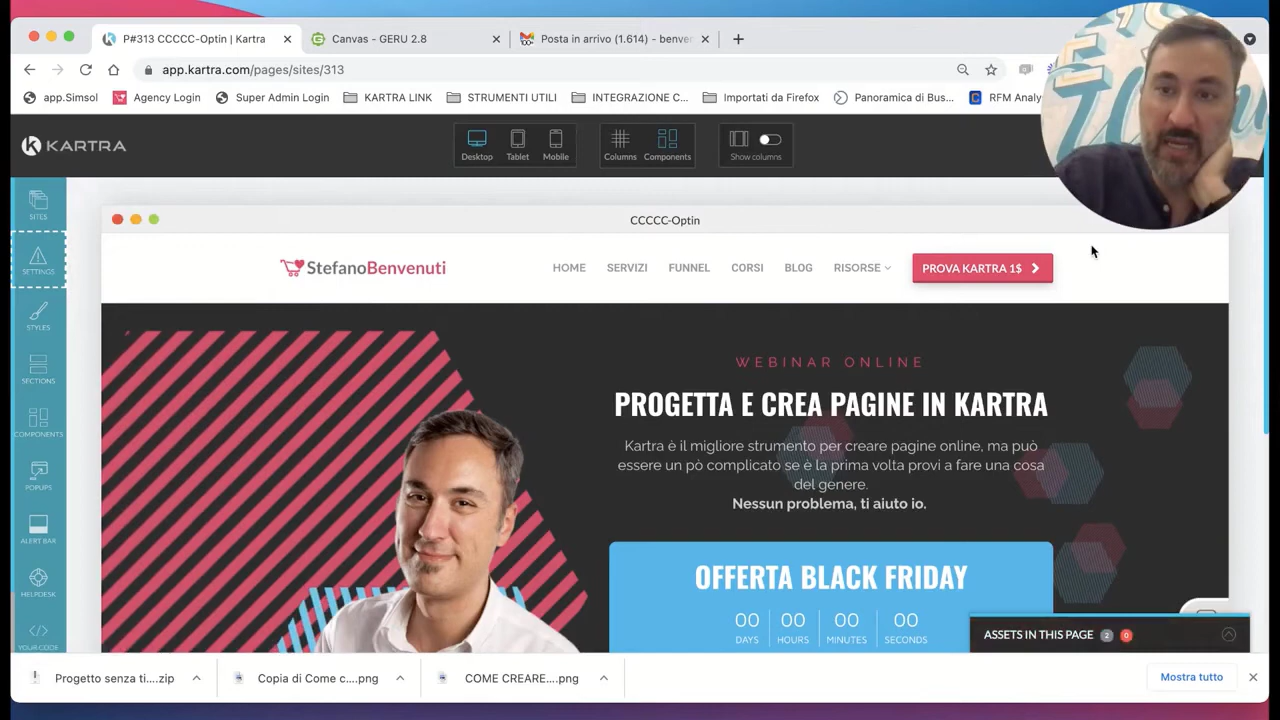 P#313 CCCCC-Optin | Kartra
Canvas - GERU 2.8
Posta in arrivo (1.614) - benve
app.kartra.com/pages/sites/313
app.Simsol
Agency Login
Super Admin Login
KARTRA LINK
STRUMENTI UTILI
INTEGRAZIONE C...
Importati da Firefox
Panoramica di Bus...
RFM Analy
KARTRA
Desktop
Tablet
Mobile
Columns
Components
Show columns
SITES
SETTINGS
STYLES
SECTIONS
COMPONENTS
POPUPS
ALERT BAR
HELPDESK
YOUR CODE
CCCCC-Optin
StefanoBenvenuti
HOME
SERVIZI
FUNNEL
CORSI
BLOG
RISORSE
PROVA KARTRA 1$
WEBINAR ONLINE
PROGETTA E CREA PAGINE IN KARTRA
Kartra è il migliore strumento per creare pagine online, ma può
essere un pò complicato se è la prima volta provi a fare una cosa
del genere.
Nessun problema, ti aiuto io.
OFFERTA BLACK FRIDAY
00 00 00 00
DAYS HOURS MINUTES SECONDS
ASSETS IN THIS PAGE 2 0
Progetto senza ti....zip
Copia di Come c....png
COME CREARE....png
Mostra tutto